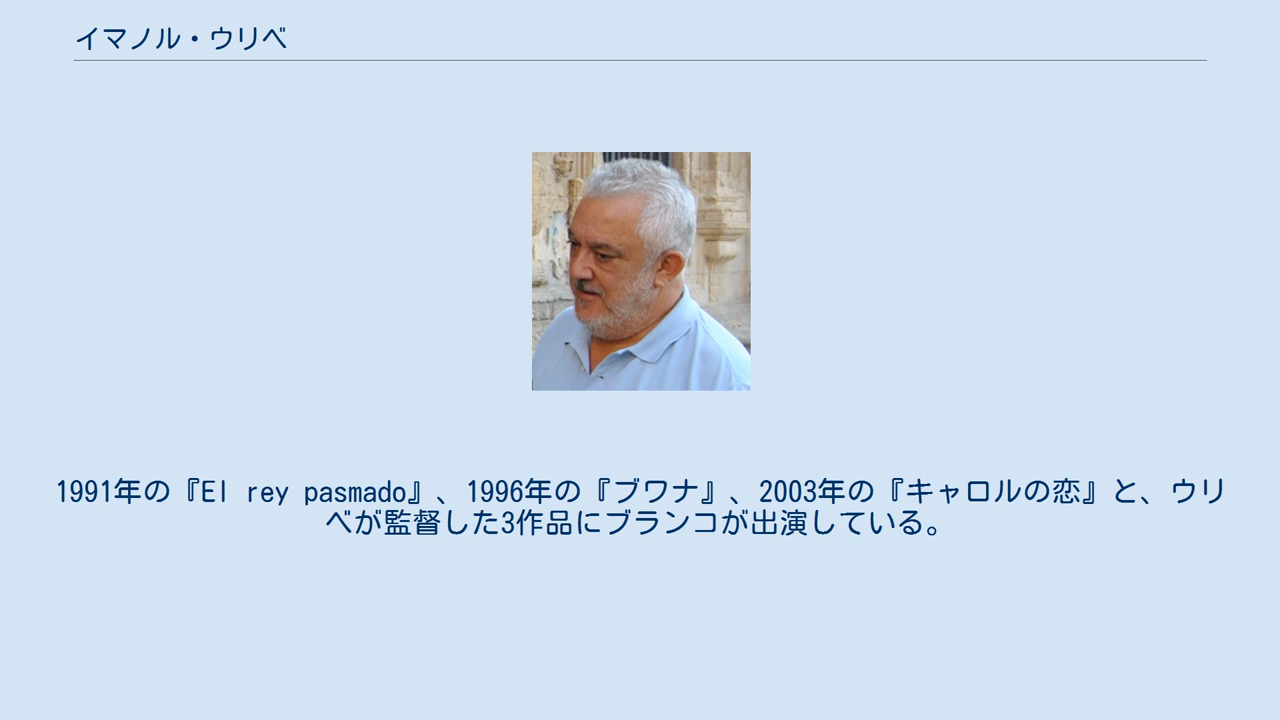 イマノル・ウリベ
1991年の『El rey pasmado』、1996年の『ブワナ』、2003年の『キャロルの恋』と、ウリ
ベが監督した3作品にブランコが出演している。